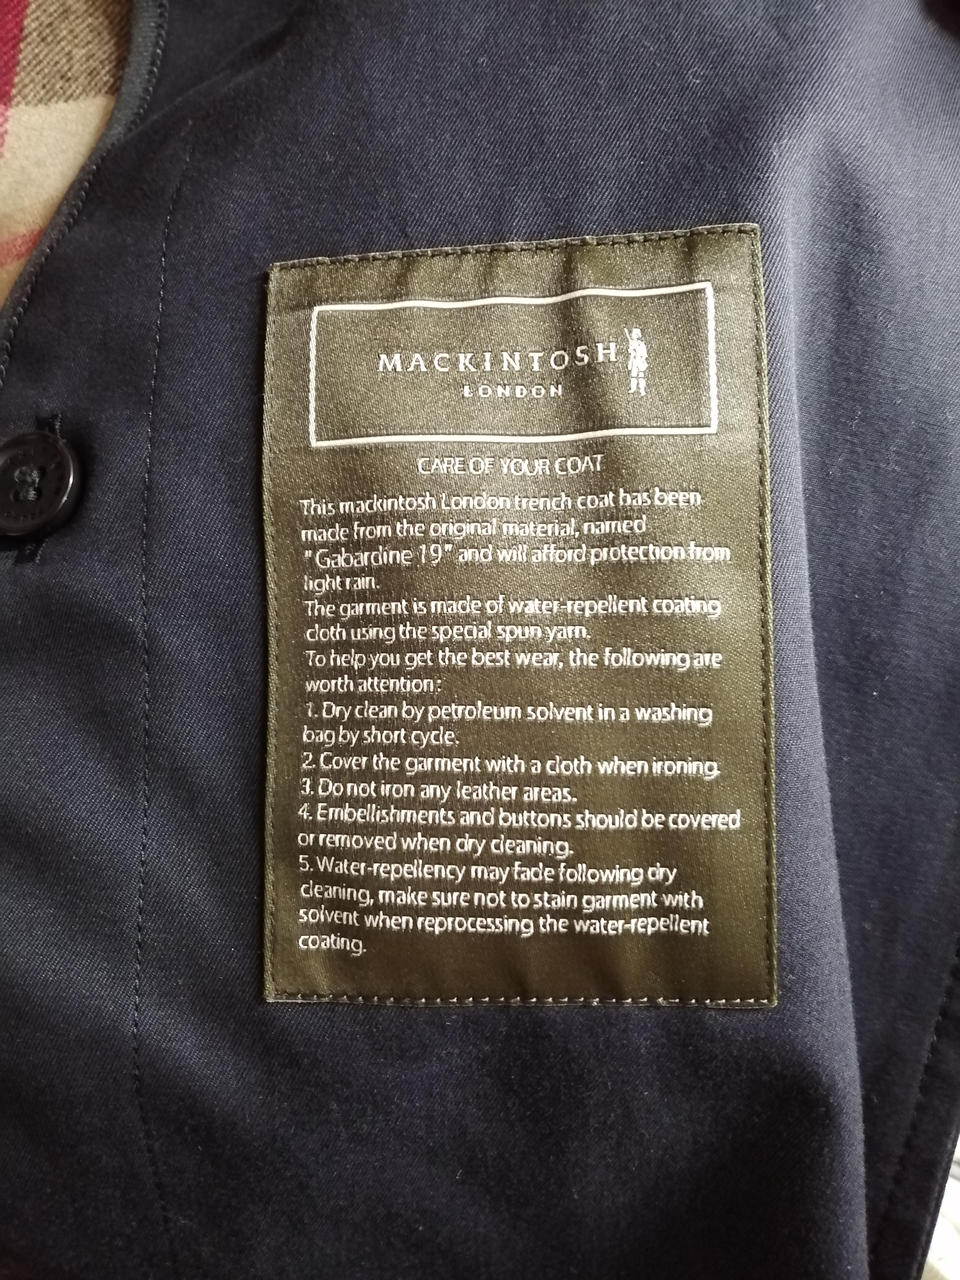 MACKINTOSH
LONDON
CARE OF YOUR COAT
This mackintosh London trench coat has been
made from the original material, named
"Gabardine 19" and will afford protection from
light rain.
The garment is made of water-repellent coating
cloth using the special spun yarn.
To help you get the best wear, the following are
worth attention:
1. Dry clean by petroleum solvent in a washing
bag by short cycle.
2. Cover the garment with a cloth when ironing.
3. Do not iron any leather areas.
4. Embellishments and buttons should be covered
or removed when dry cleaning.
5. Water-repellency may fade following dry
cleaning, make sure not to stain garment with
solvent when reprocessing the water-repellent
coating.